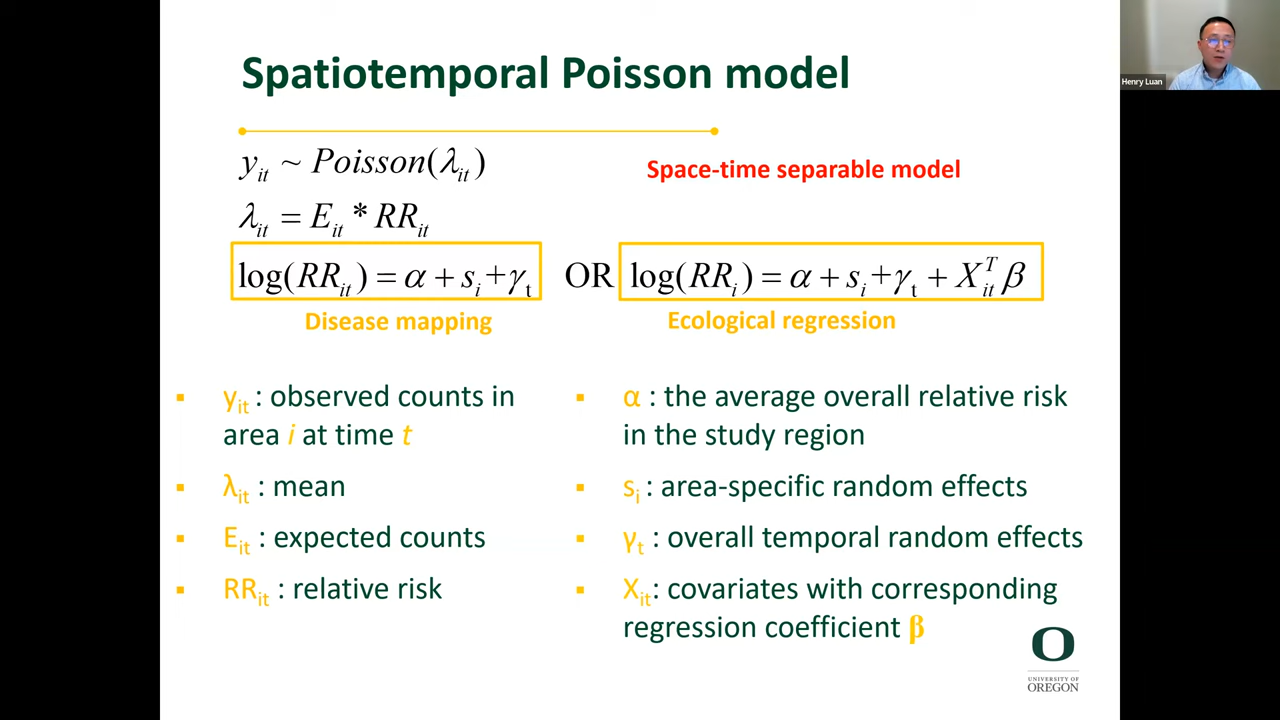 Spatiotemporal Poisson model
Henry Luan
y_it ~ Poisson(λ_it)
Space-time separable model
λ_it = E_it * RR_it
log(RR_it) = α + s_i + γ_t OR log(RR_i) = α + s_i + γ_t + X_it^T β
Disease mapping
Ecological regression
▪ y_it : observed counts in
area i at time t
▪ λ_it : mean
▪ E_it : expected counts
▪ RR_it : relative risk
▪ α : the average overall relative risk
in the study region
▪ s_i : area-specific random effects
▪ γ_t : overall temporal random effects
▪ X_it: covariates with corresponding
regression coefficient β
O
UNIVERSITY OF
OREGON